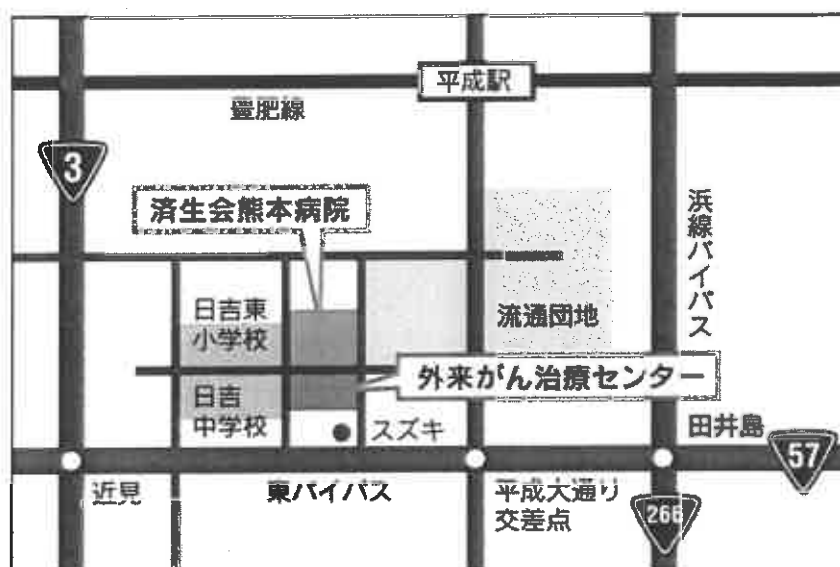 平成駅
豊肥線
3
済生会熊本病院
浜線バイパス
日吉東
小学校
流通団地
外来がん治療センター
日吉
中学校
スズキ
田井島
57
近見
東バイパス
平成大通り
交差点
266